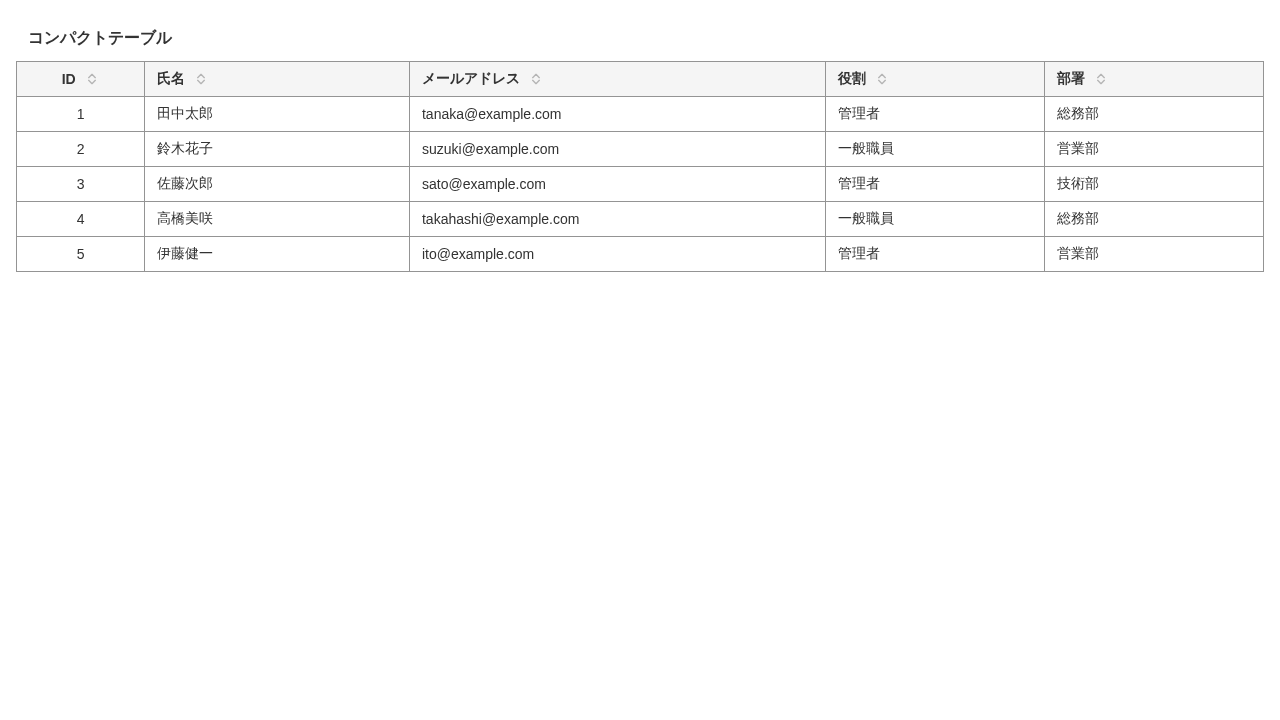 コンパクトテーブル
ID 氏名 メールアドレス 役割 部署
1 田中太郎 tanaka@example.com 管理者 総務部
2 鈴木花子 suzuki@example.com 一般職員 営業部
3 佐藤次郎 sato@example.com 管理者 技術部
4 高橋美咲 takahashi@example.com 一般職員 総務部
5 伊藤健一 ito@example.com 管理者 営業部